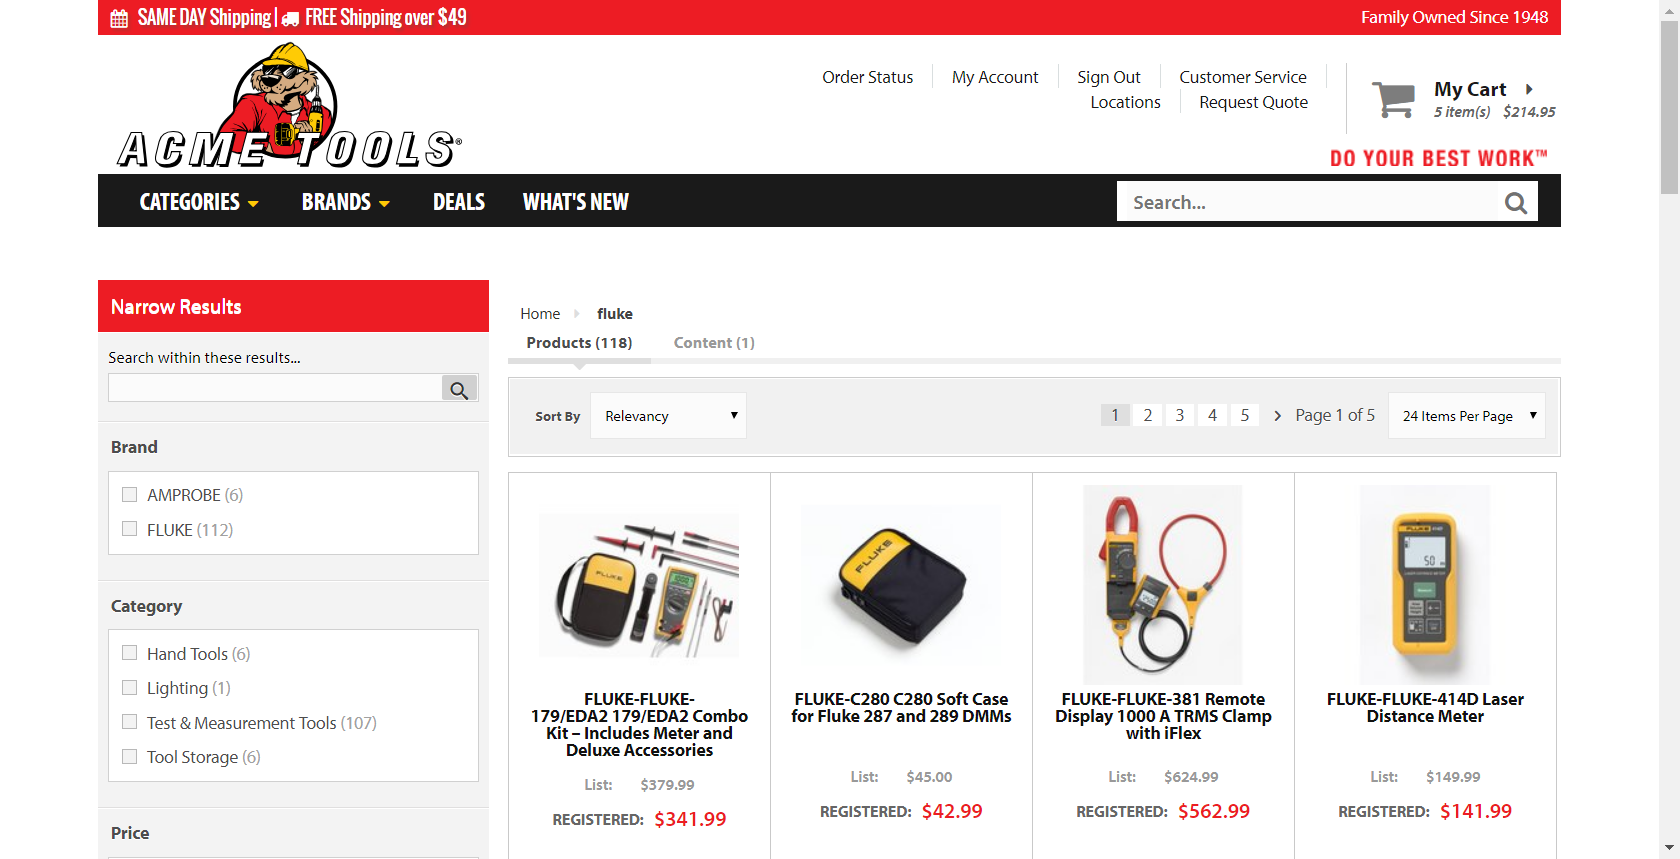 SAME DAY Shipping | FREE Shipping over $49
Family Owned Since 1948
ACME TOOLS®
Order Status
My Account
Sign Out
Customer Service
Locations
Request Quote
My Cart
5 item(s) $214.95
DO YOUR BEST WORK™
CATEGORIES
BRANDS
DEALS
WHAT'S NEW
Search...
Narrow Results
Search within these results...
Brand
AMPROBE (6)
FLUKE (112)
Category
Hand Tools (6)
Lighting (1)
Test & Measurement Tools (107)
Tool Storage (6)
Price
Home
fluke
Products (118)
Content (1)
Sort By
Relevancy
1 2 3 4 5 > Page 1 of 5
24 Items Per Page
FLUKE
FLUKE-FLUKE-
179/EDA2 179/EDA2 Combo
Kit – Includes Meter and
Deluxe Accessories
List: $379.99
REGISTERED: $341.99
FLUKE
FLUKE-C280 C280 Soft Case
for Fluke 287 and 289 DMMs
List: $45.00
REGISTERED: $42.99
FLUKE-FLUKE-381 Remote
Display 1000 A TRMS Clamp
with iFlex
List: $624.99
REGISTERED: $562.99
FLUKE
50
FLUKE-FLUKE-414D Laser
Distance Meter
List: $149.99
REGISTERED: $141.99